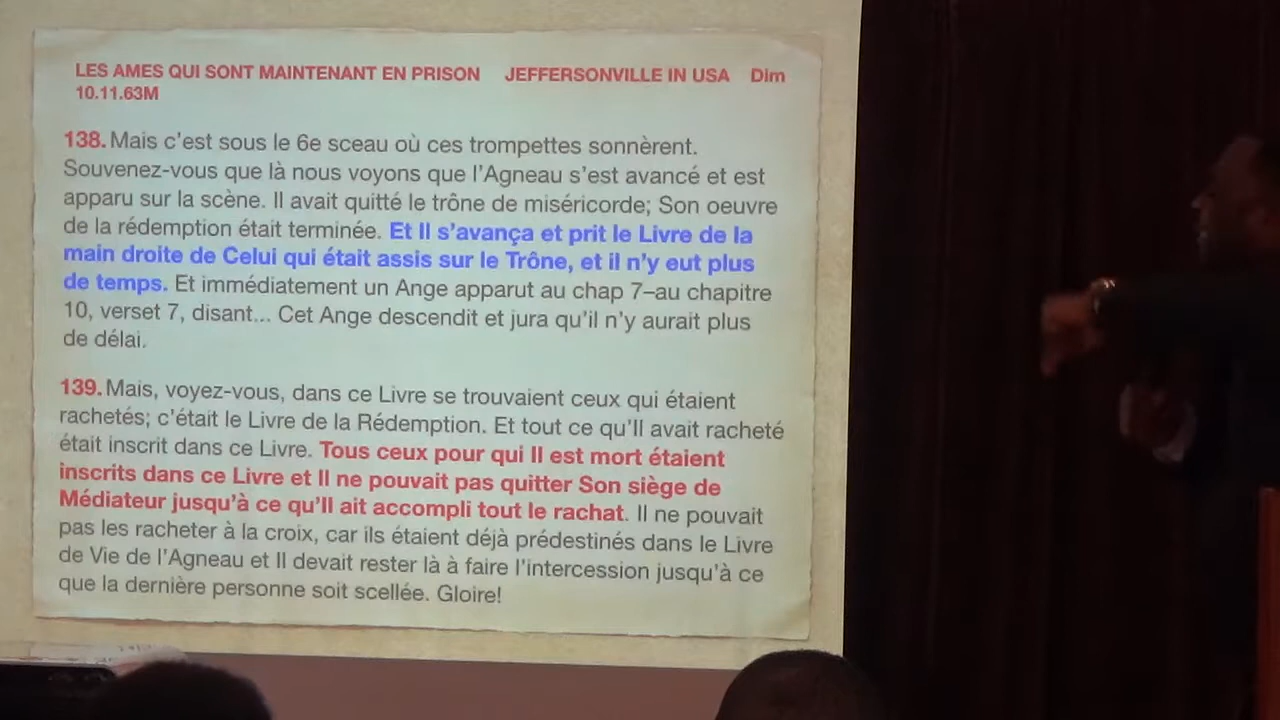 LES AMES QUI SONT MAINTENANT EN PRISON JEFFERSONVILLE IN USA Dim
10.11.63M
138. Mais c’est sous le 6e sceau où ces trompettes sonnèrent.
Souvenez-vous que là nous voyons que l’Agneau s’est avancé et est
apparu sur la scène. Il avait quitté le trône de miséricorde; Son oeuvre
de la rédemption était terminée. Et Il s’avança et prit le Livre de la
main droite de Celui qui était assis sur le Trône, et il n’y eut plus
de temps. Et immédiatement un Ange apparut au chap 7–au chapitre
10, verset 7, disant... Cet Ange descendit et jura qu’il n’y aurait plus
de délai.
139. Mais, voyez-vous, dans ce Livre se trouvaient ceux qui étaient
rachetés; c’était le Livre de la Rédemption. Et tout ce qu’Il avait racheté
était inscrit dans ce Livre. Tous ceux pour qui Il est mort étaient
inscrits dans ce Livre et Il ne pouvait pas quitter Son siège de
Médiateur jusqu’à ce qu’Il ait accompli tout le rachat. Il ne pouvait
pas les racheter à la croix, car ils étaient déjà prédestinés dans le Livre
de Vie de l’Agneau et Il devait rester là à faire l’intercession jusqu’à ce
que la dernière personne soit scellée. Gloire!